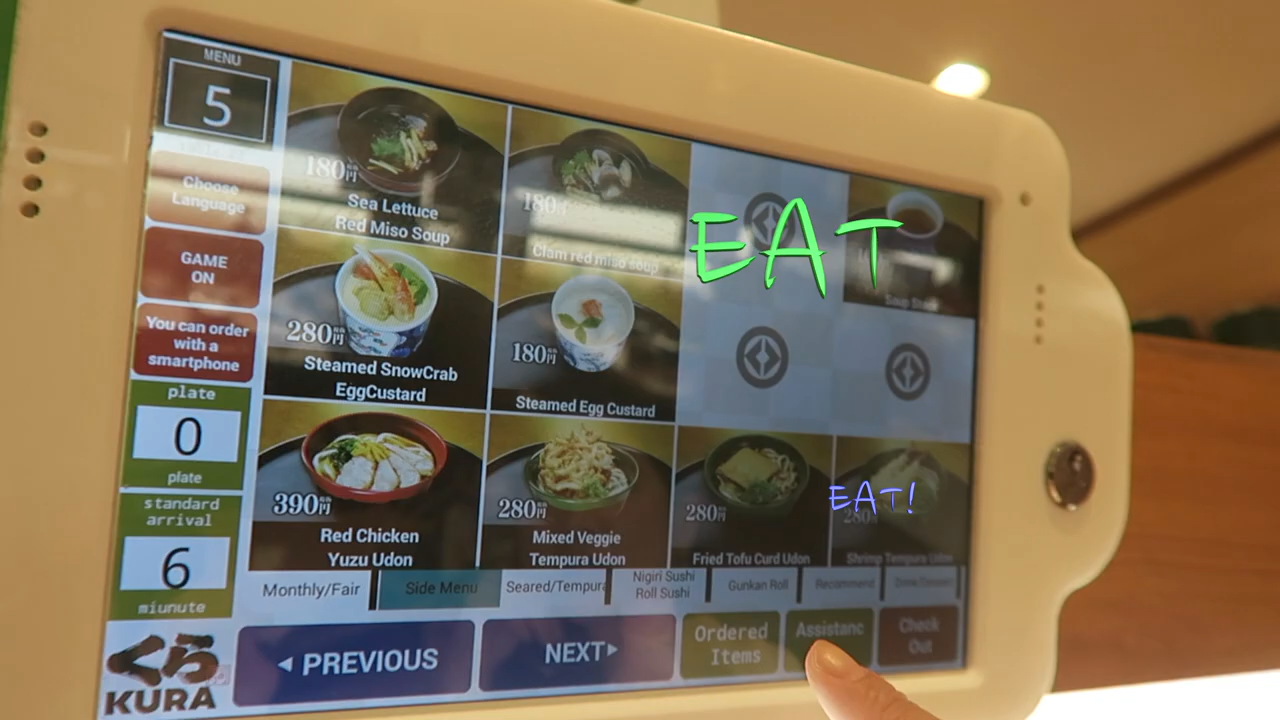 MENU
5
Choose
Language
GAME
ON
You can order
with a
smartphone
plate
0
plate
standard
arrival
6
miunute
くら
KURA
180円
Sea Lettuce
Red Miso Soup
180円
Clam red miso soup
EAT
280円
Steamed SnowCrab
EggCustard
180円
Steamed Egg Custard
390円
Red Chicken
Yuzu Udon
280円
Mixed Veggie
Tempura Udon
280円
Fried Tofu Curd Udon
EAT!
280
Shrimp Tempura Udon
Monthly/Fair
Side Menu
Seared/Tempura
Nigiri Sushi
Roll Sushi
Gunkan Roll
Recommend
◀ PREVIOUS
NEXT▶
Ordered
Items
Assistanc
Check
Out